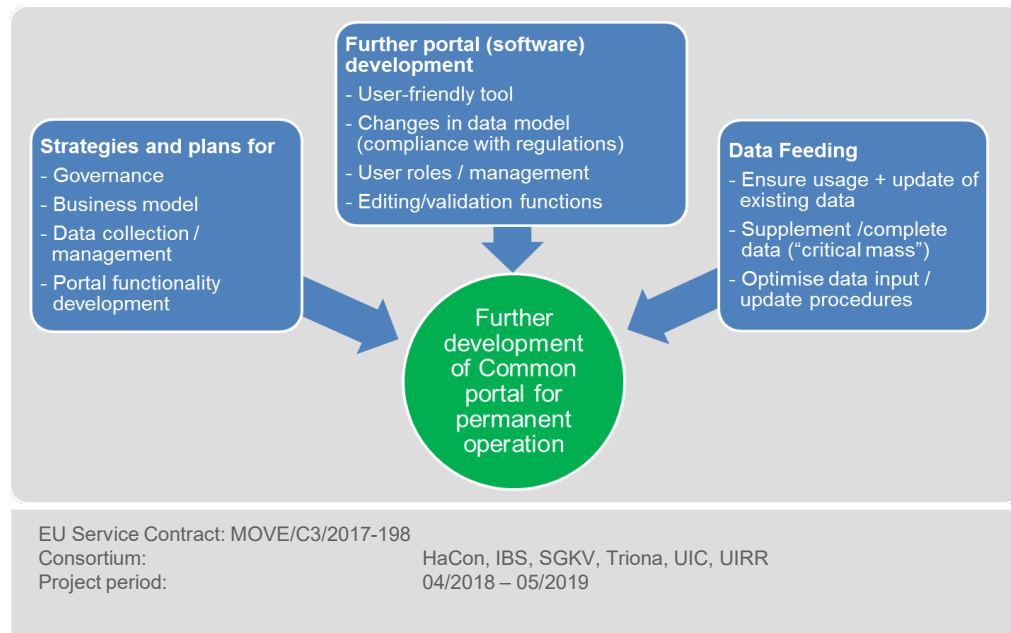 Strategies and plans for
- Governance
- Business model
- Data collection /
management
- Portal functionality
development
Further portal (software)
development
- User-friendly tool
- Changes in data model
(compliance with regulations)
- User roles / management
- Editing/validation functions
Data Feeding
- Ensure usage + update of
existing data
- Supplement /complete
data (“critical mass”)
- Optimise data input /
update procedures
Further
development
of Common
portal for
permanent
operation
EU Service Contract: MOVE/C3/2017-198
Consortium: HaCon, IBS, SGKV, Triona, UIC, UIRR
Project period: 04/2018 – 05/2019